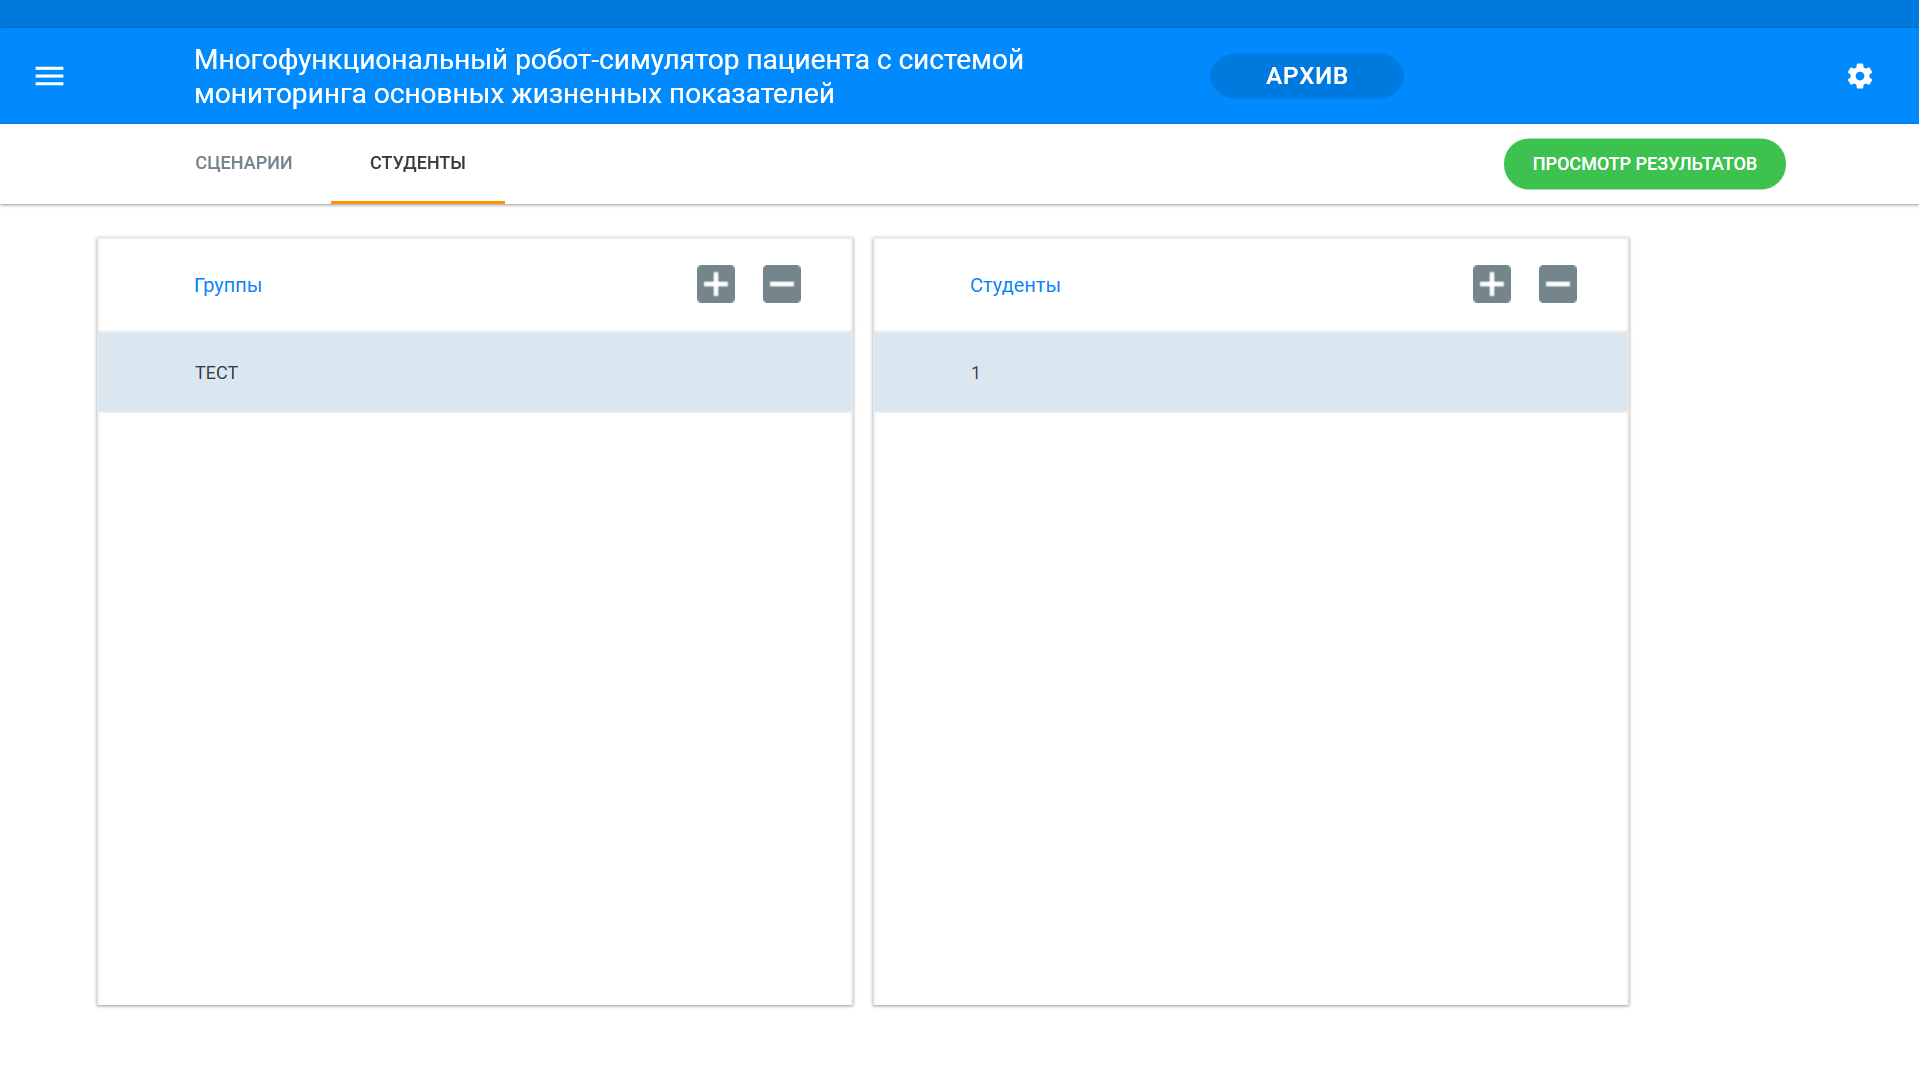 Многофункциональный робот-симулятор пациента с системой
мониторинга основных жизненных показателей
АРХИВ
СЦЕНАРИИ
СТУДЕНТЫ
ПРОСМОТР РЕЗУЛЬТАТОВ
Группы
Студенты
ТЕСТ
1